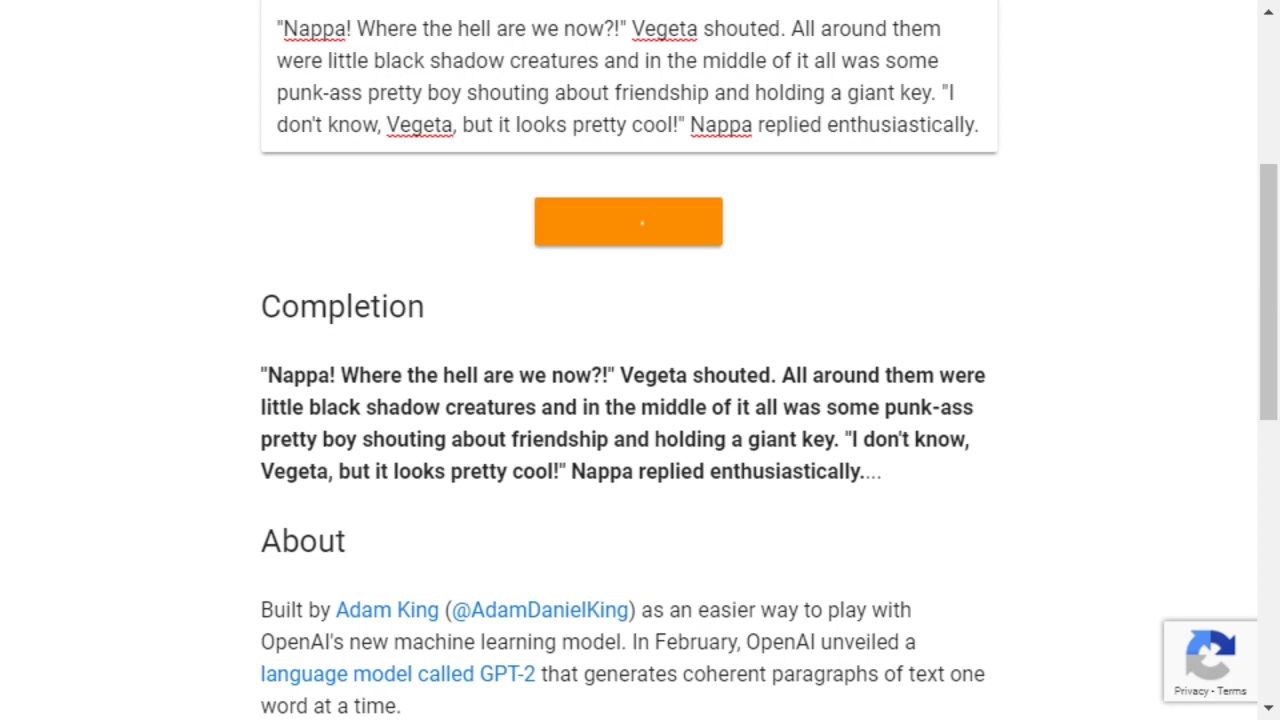 "Nappa! Where the hell are we now?!" Vegeta shouted. All around them
were little black shadow creatures and in the middle of it all was some
punk-ass pretty boy shouting about friendship and holding a giant key. "I
don't know, Vegeta, but it looks pretty cool!" Nappa replied enthusiastically.
Completion
"Nappa! Where the hell are we now?!" Vegeta shouted. All around them were
little black shadow creatures and in the middle of it all was some punk-ass
pretty boy shouting about friendship and holding a giant key. "I don't know,
Vegeta, but it looks pretty cool!" Nappa replied enthusiastically....
About
Built by Adam King (@AdamDanielKing) as an easier way to play with
OpenAI's new machine learning model. In February, OpenAI unveiled a
language model called GPT-2 that generates coherent paragraphs of text one
word at a time.
Privacy - Terms